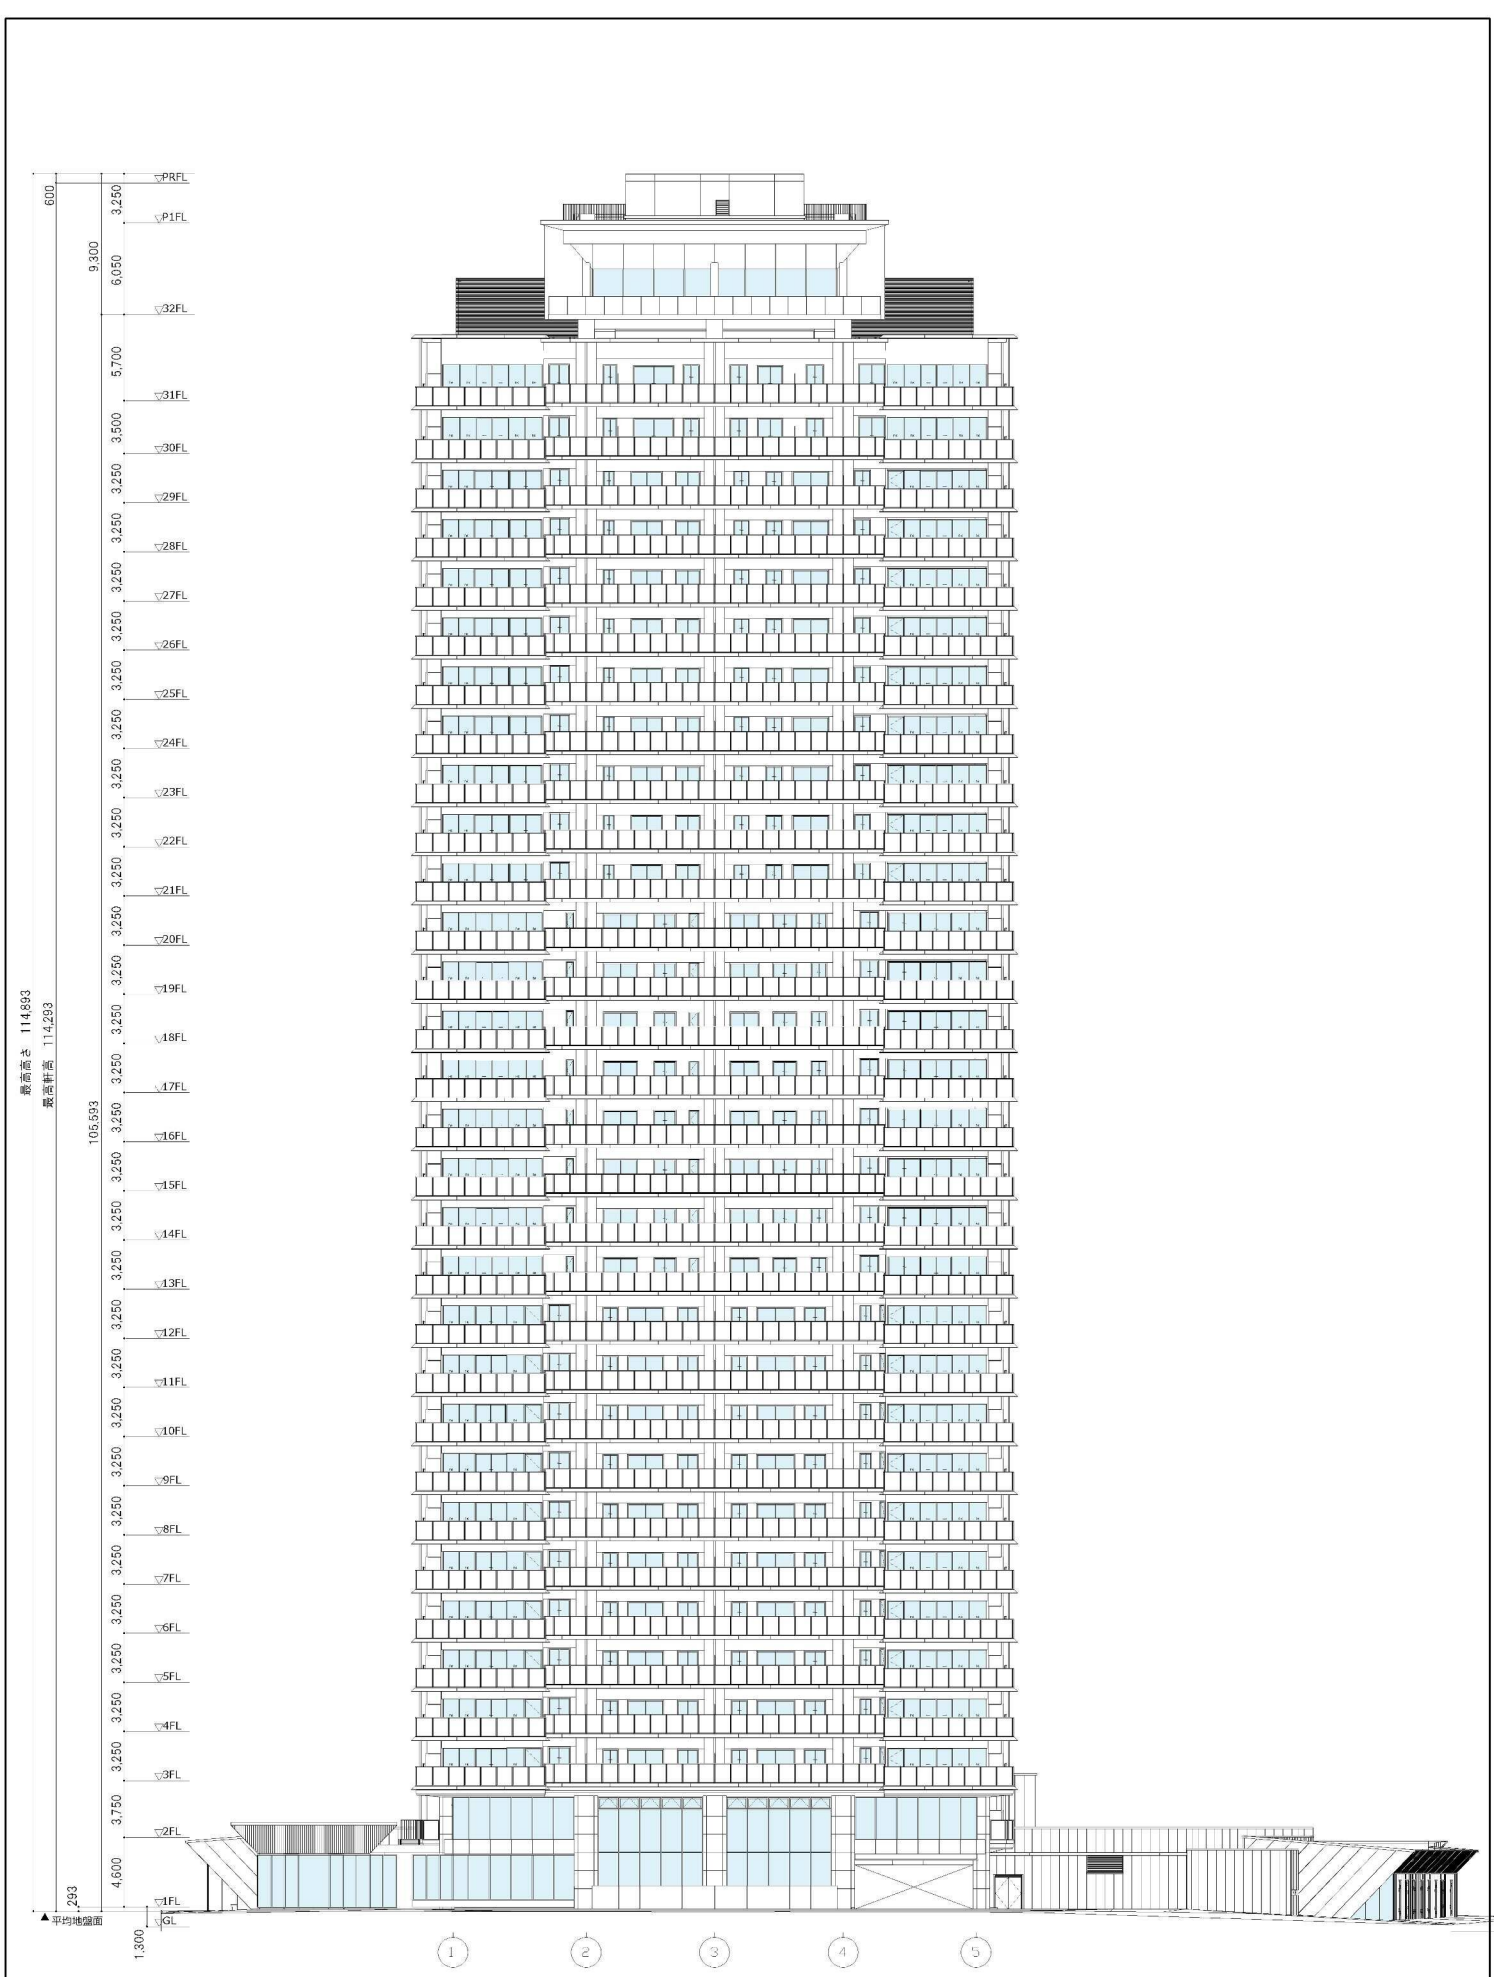 PRFL
600
3,250
P1FL
9,300
6,050
32FL
5,700
31FL
3,500
30FL
3,250
29FL
3,250
28FL
3,250
27FL
3,250
26FL
3,250
25FL
3,250
24FL
3,250
23FL
3,250
22FL
3,250
21FL
3,250
20FL
3,250
19FL
最高高さ 114,893
最高軒高 114,293
3,250
18FL
3,250
17FL
105,593
3,250
16FL
3,250
15FL
3,250
14FL
3,250
13FL
3,250
12FL
3,250
11FL
3,250
10FL
3,250
9FL
3,250
8FL
3,250
7FL
3,250
6FL
3,250
5FL
3,250
4FL
3,250
3FL
3,750
2FL
4,600
293
1FL
▲平均地盤面
GL
1,300
1 2 3 4 5